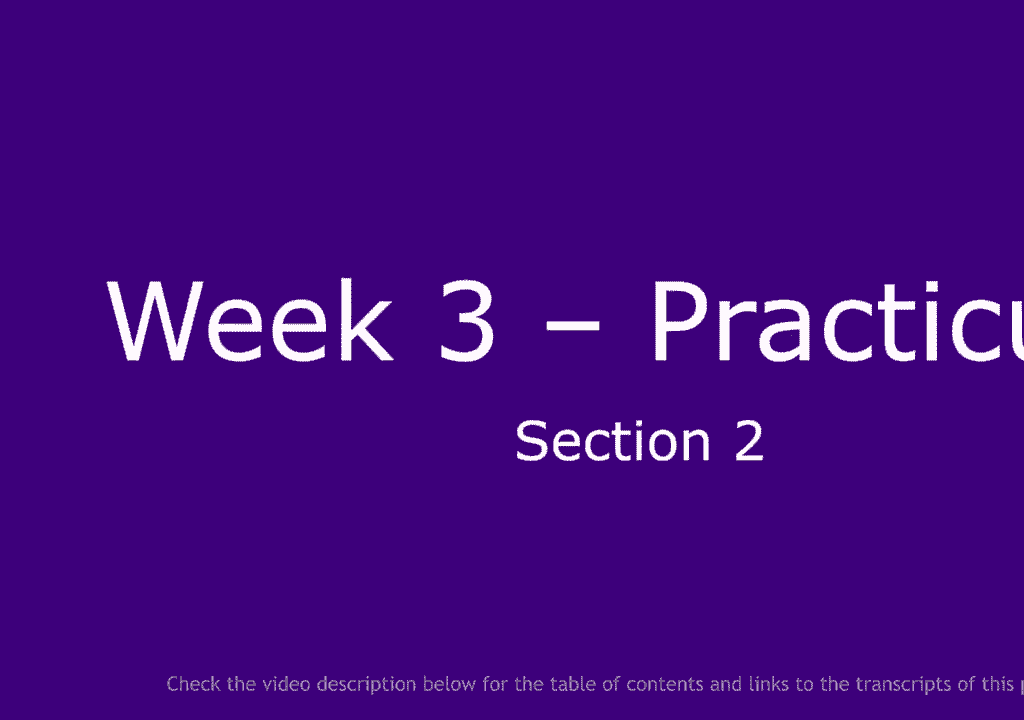 Week 3 – Practicu
Section 2
Check the video description below for the table of contents and links to the transcripts of this